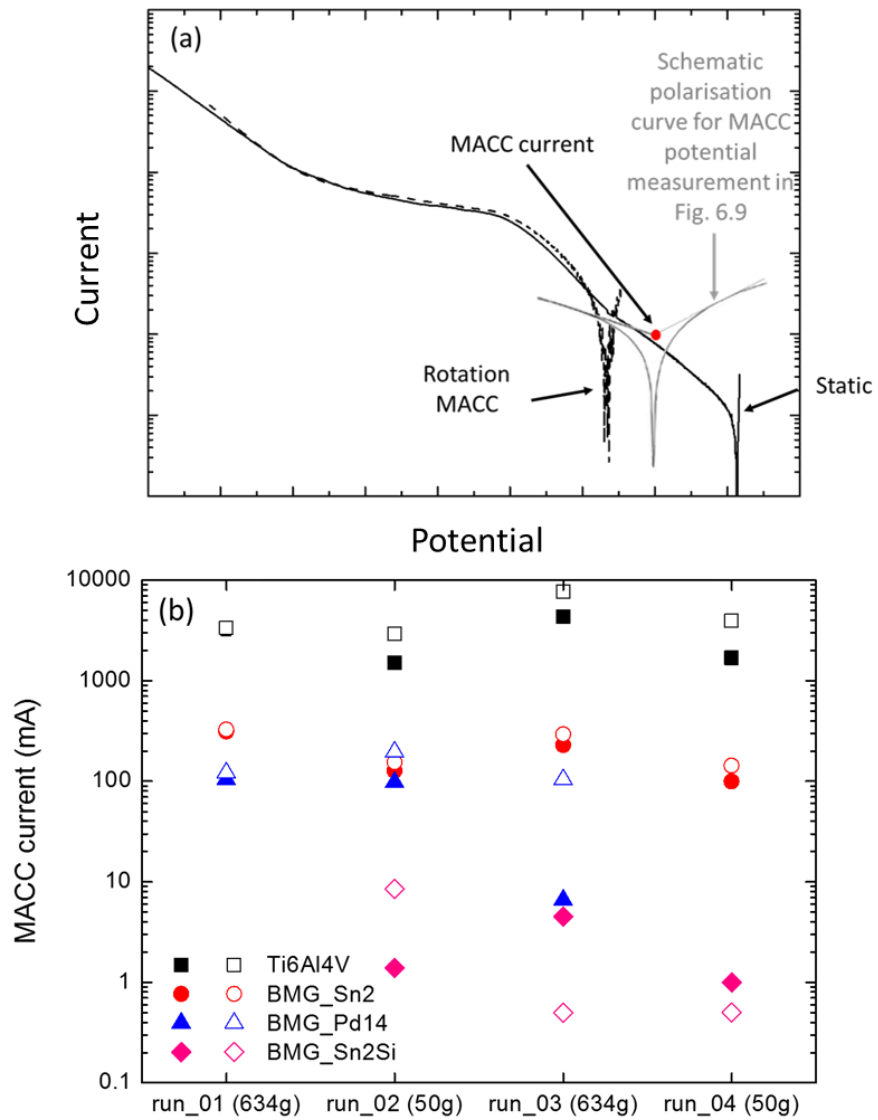 (a)
Schematic
polarisation
curve for MACC
potential
measurement in
Fig. 6.9
MACC current
Current
Rotation
MACC
Static
Potential
(b)
MACC current (mA)
10000
1000
100
10
1
0.1
Ti6Al4V
BMG_Sn2
BMG_Pd14
BMG_Sn2Si
run_01 (634g) run_02 (50g) run_03 (634g) run_04 (50g)